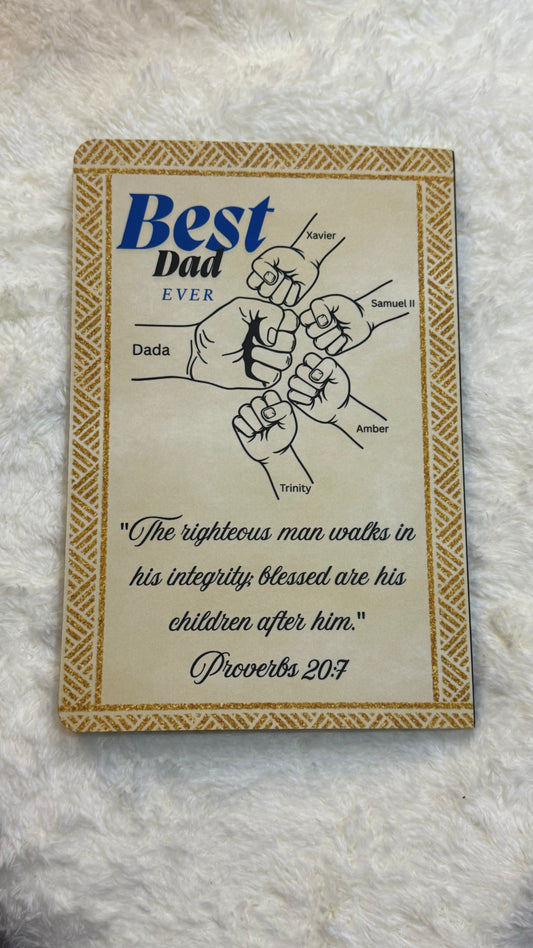 Best
Dad
EVER
Xavier
Samuel II
Dada
Amber
Trinity
"The righteous man walks in
his integrity; blessed are his
children after him."
Proverbs 20:7